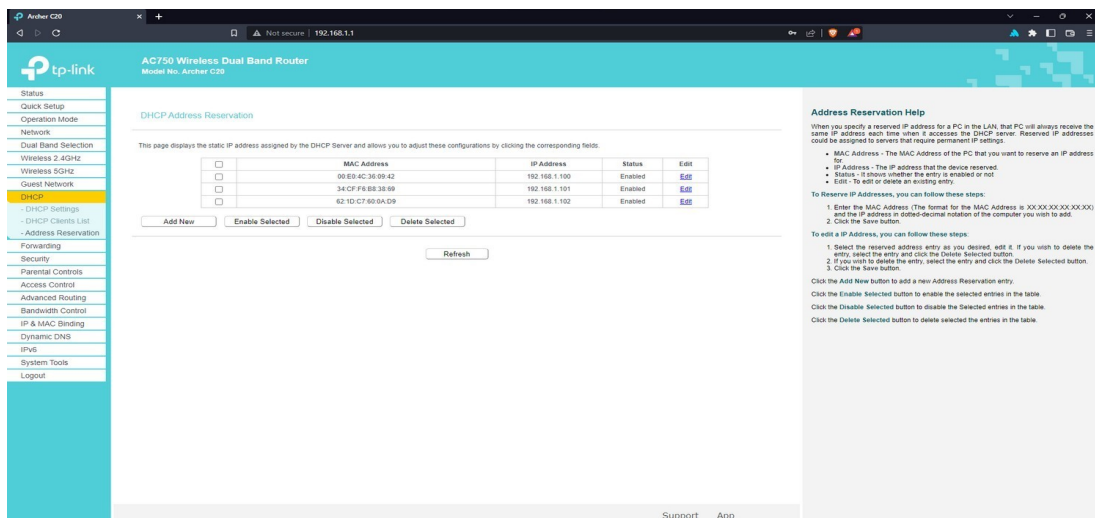 Archer C20
Not secure | 192.168.1.1
tp-link
AC750 Wireless Dual Band Router
Model No. Archer C20
Status
Quick Setup
Operation Mode
Network
Dual Band Selection
Wireless 2.4GHz
Wireless 5GHz
Guest Network
DHCP
- DHCP Settings
- DHCP Clients List
- Address Reservation
Forwarding
Security
Parental Controls
Access Control
Advanced Routing
Bandwidth Control
IP & MAC Binding
Dynamic DNS
IPv6
System Tools
Logout
DHCP Address Reservation
This page displays the static IP address assigned by the DHCP Server and allows you to adjust these configurations by clicking the corresponding fields.
MAC Address IP Address Status Edit
00:E0:4C:36:09:42 192.168.1.100 Enabled Edit
34:CF:F6:B8:38:69 192.168.1.101 Enabled Edit
62:1D:C7:60:0A:D9 192.168.1.102 Enabled Edit
Add New Enable Selected Disable Selected Delete Selected
Refresh
Address Reservation Help
When you specify a reserved IP address for a PC in the LAN, that PC will always receive the
same IP address each time when it accesses the DHCP server. Reserved IP addresses
could be assigned to servers that require permanent IP settings.
• MAC Address - The MAC Address of the PC that you want to reserve an IP address
for.
• IP Address - The IP address that the device reserved.
• Status - It shows whether the entry is enabled or not
• Edit - To edit or delete an existing entry.
To Reserve IP Addresses, you can follow these steps:
1. Enter the MAC Address (The format for the MAC Address is XX:XX:XX:XX:XX:XX)
and the IP address in dotted-decimal notation of the computer you wish to add.
2. Click the Save button.
To edit a IP Address, you can follow these steps:
1. Select the reserved address entry as you desired, edit it. If you wish to delete the
entry, select the entry and click the Delete Selected button.
2. If you wish to delete the entry, select the entry and click the Delete Selected button.
3. Click the Save button.
Click the Add New button to add a new Address Reservation entry.
Click the Enable Selected button to enable the selected entries in the table.
Click the Disable Selected button to disable the Selected entries in the table.
Click the Delete Selected button to delete selected the entries in the table.
Support App